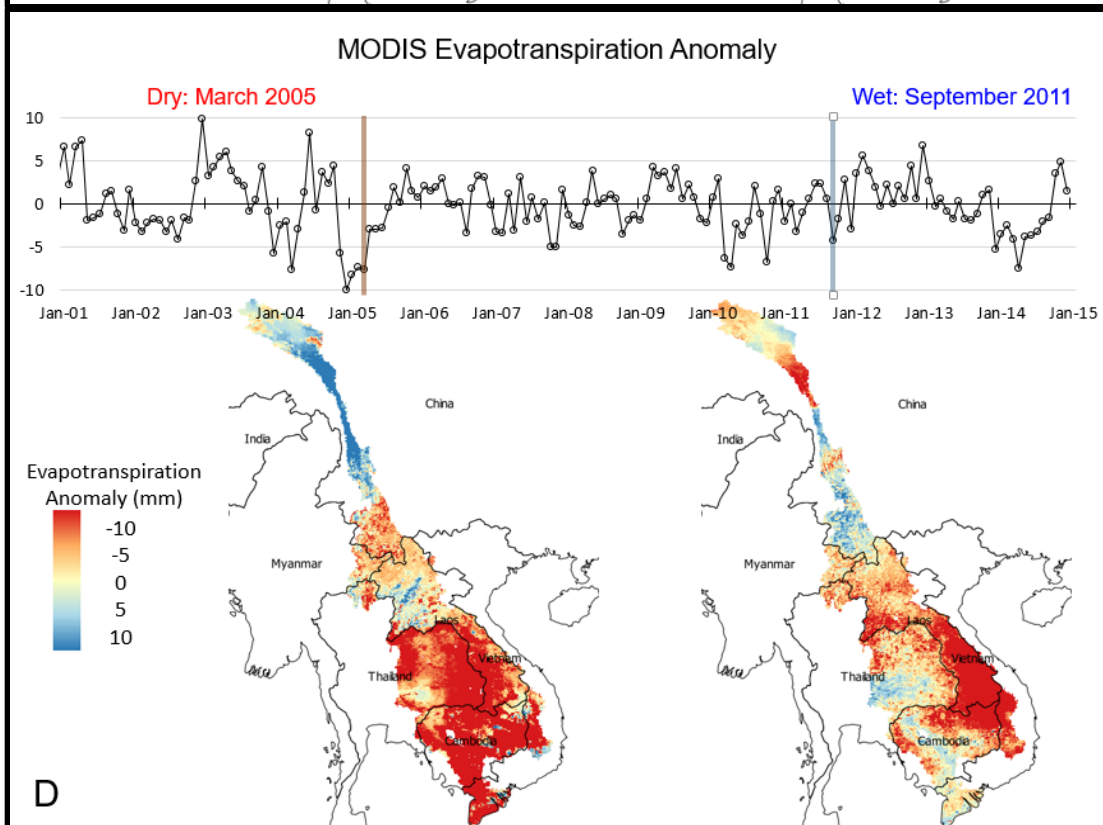 MODIS Evapotranspiration Anomaly
Dry: March 2005
Wet: September 2011
10
5
0
-5
-10
Jan-01 Jan-02 Jan-03 Jan-04 Jan-05 Jan-06 Jan-07 Jan-08 Jan-09 Jan-10 Jan-11 Jan-12 Jan-13 Jan-14 Jan-15
China
India
Myanmar
Laos
Vietnam
Thailand
Cambodia
Evapotranspiration
Anomaly (mm)
-10
-5
0
5
10
China
India
Myanmar
Laos
Vietnam
Thailand
Cambodia
D